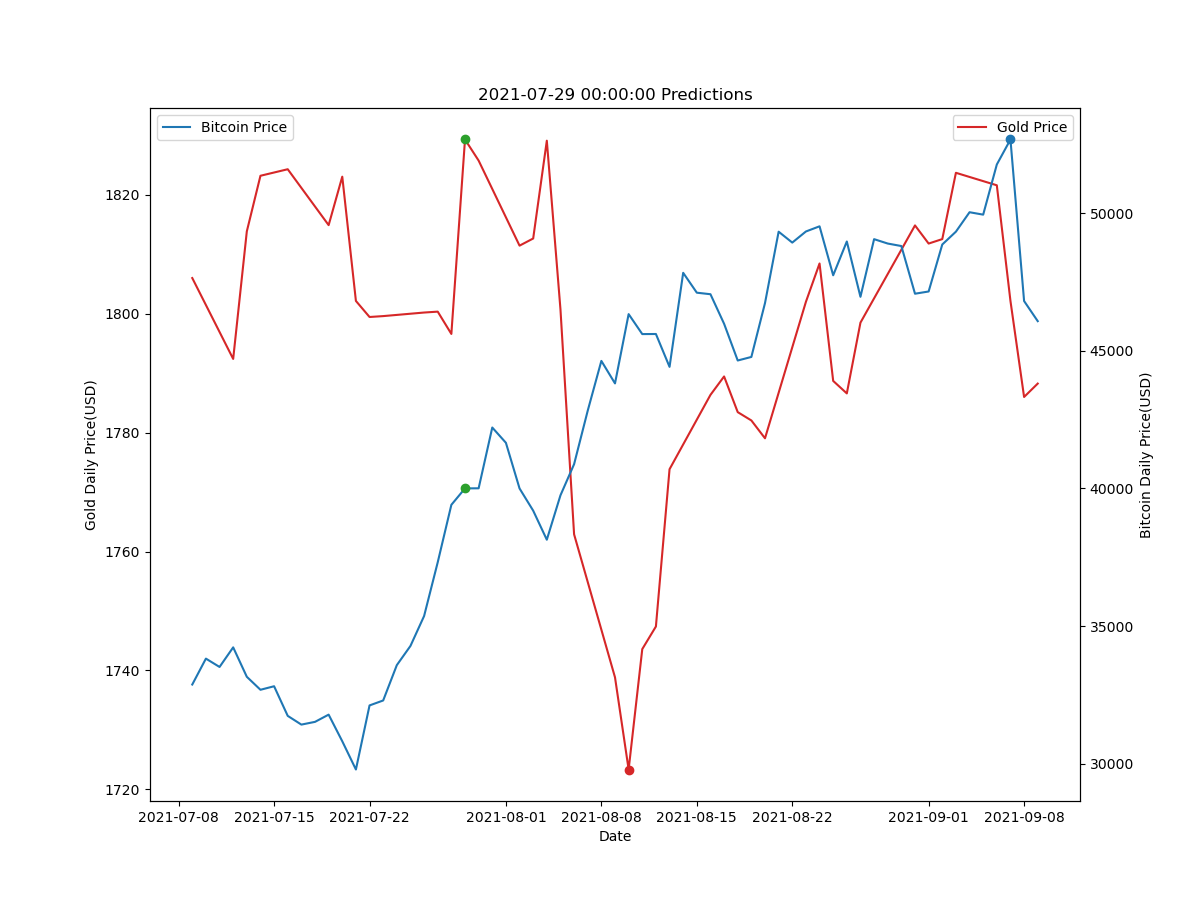 2021-07-29 00:00:00 Predictions
Bitcoin Price
Gold Price
1820
1800
1780
1760
1740
1720
Gold Daily Price(USD)
50000
45000
40000
35000
30000
Bitcoin Daily Price(USD)
2021-07-08 2021-07-15 2021-07-22 2021-08-01 2021-08-08 2021-08-15 2021-08-22 2021-09-01 2021-09-08
Date